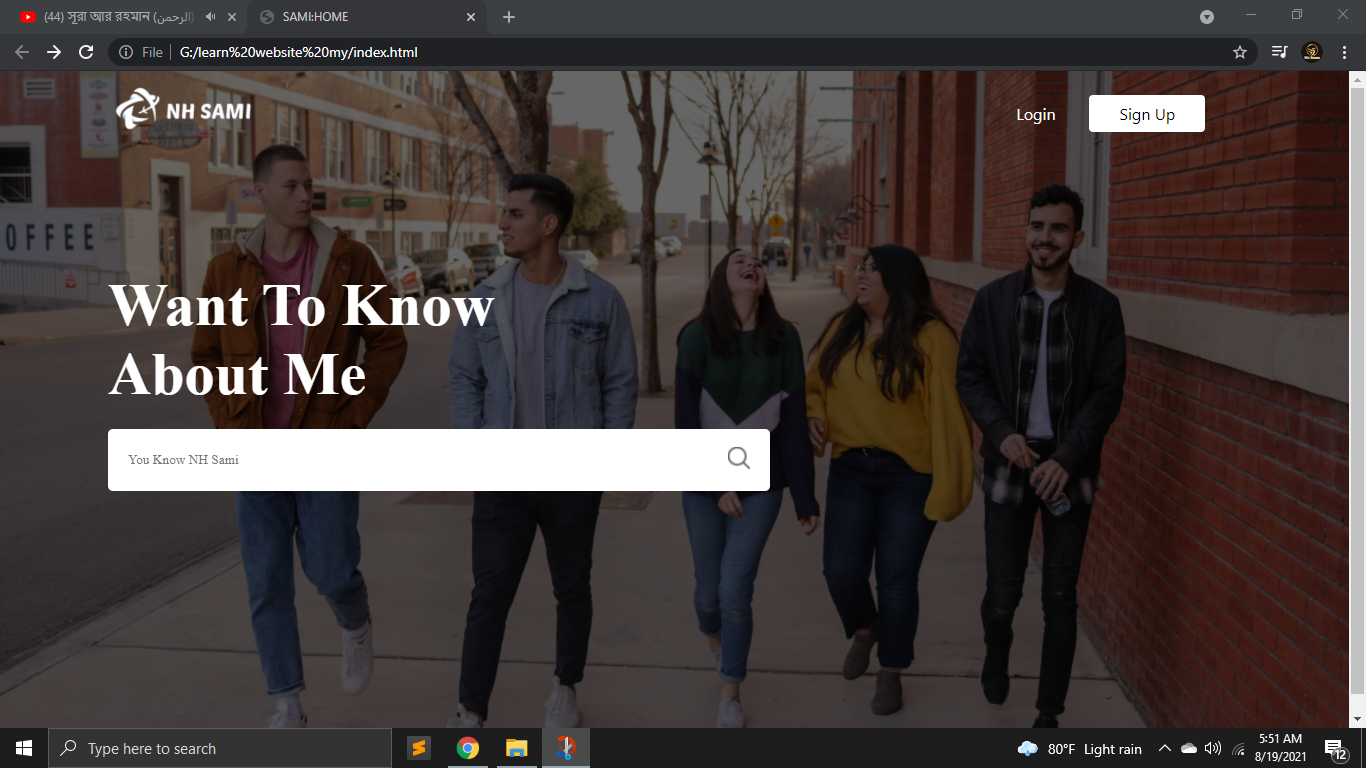 (44) সূরা আর রহমান (الرحمن)
SAMI:HOME
File
G:/learn%20website%20my/index.html
NH SAMI
Login
Sign Up
OFFEE
Want To Know
About Me
You Know NH Sami
Type here to search
80°F Light rain
5:51 AM
8/19/2021
12